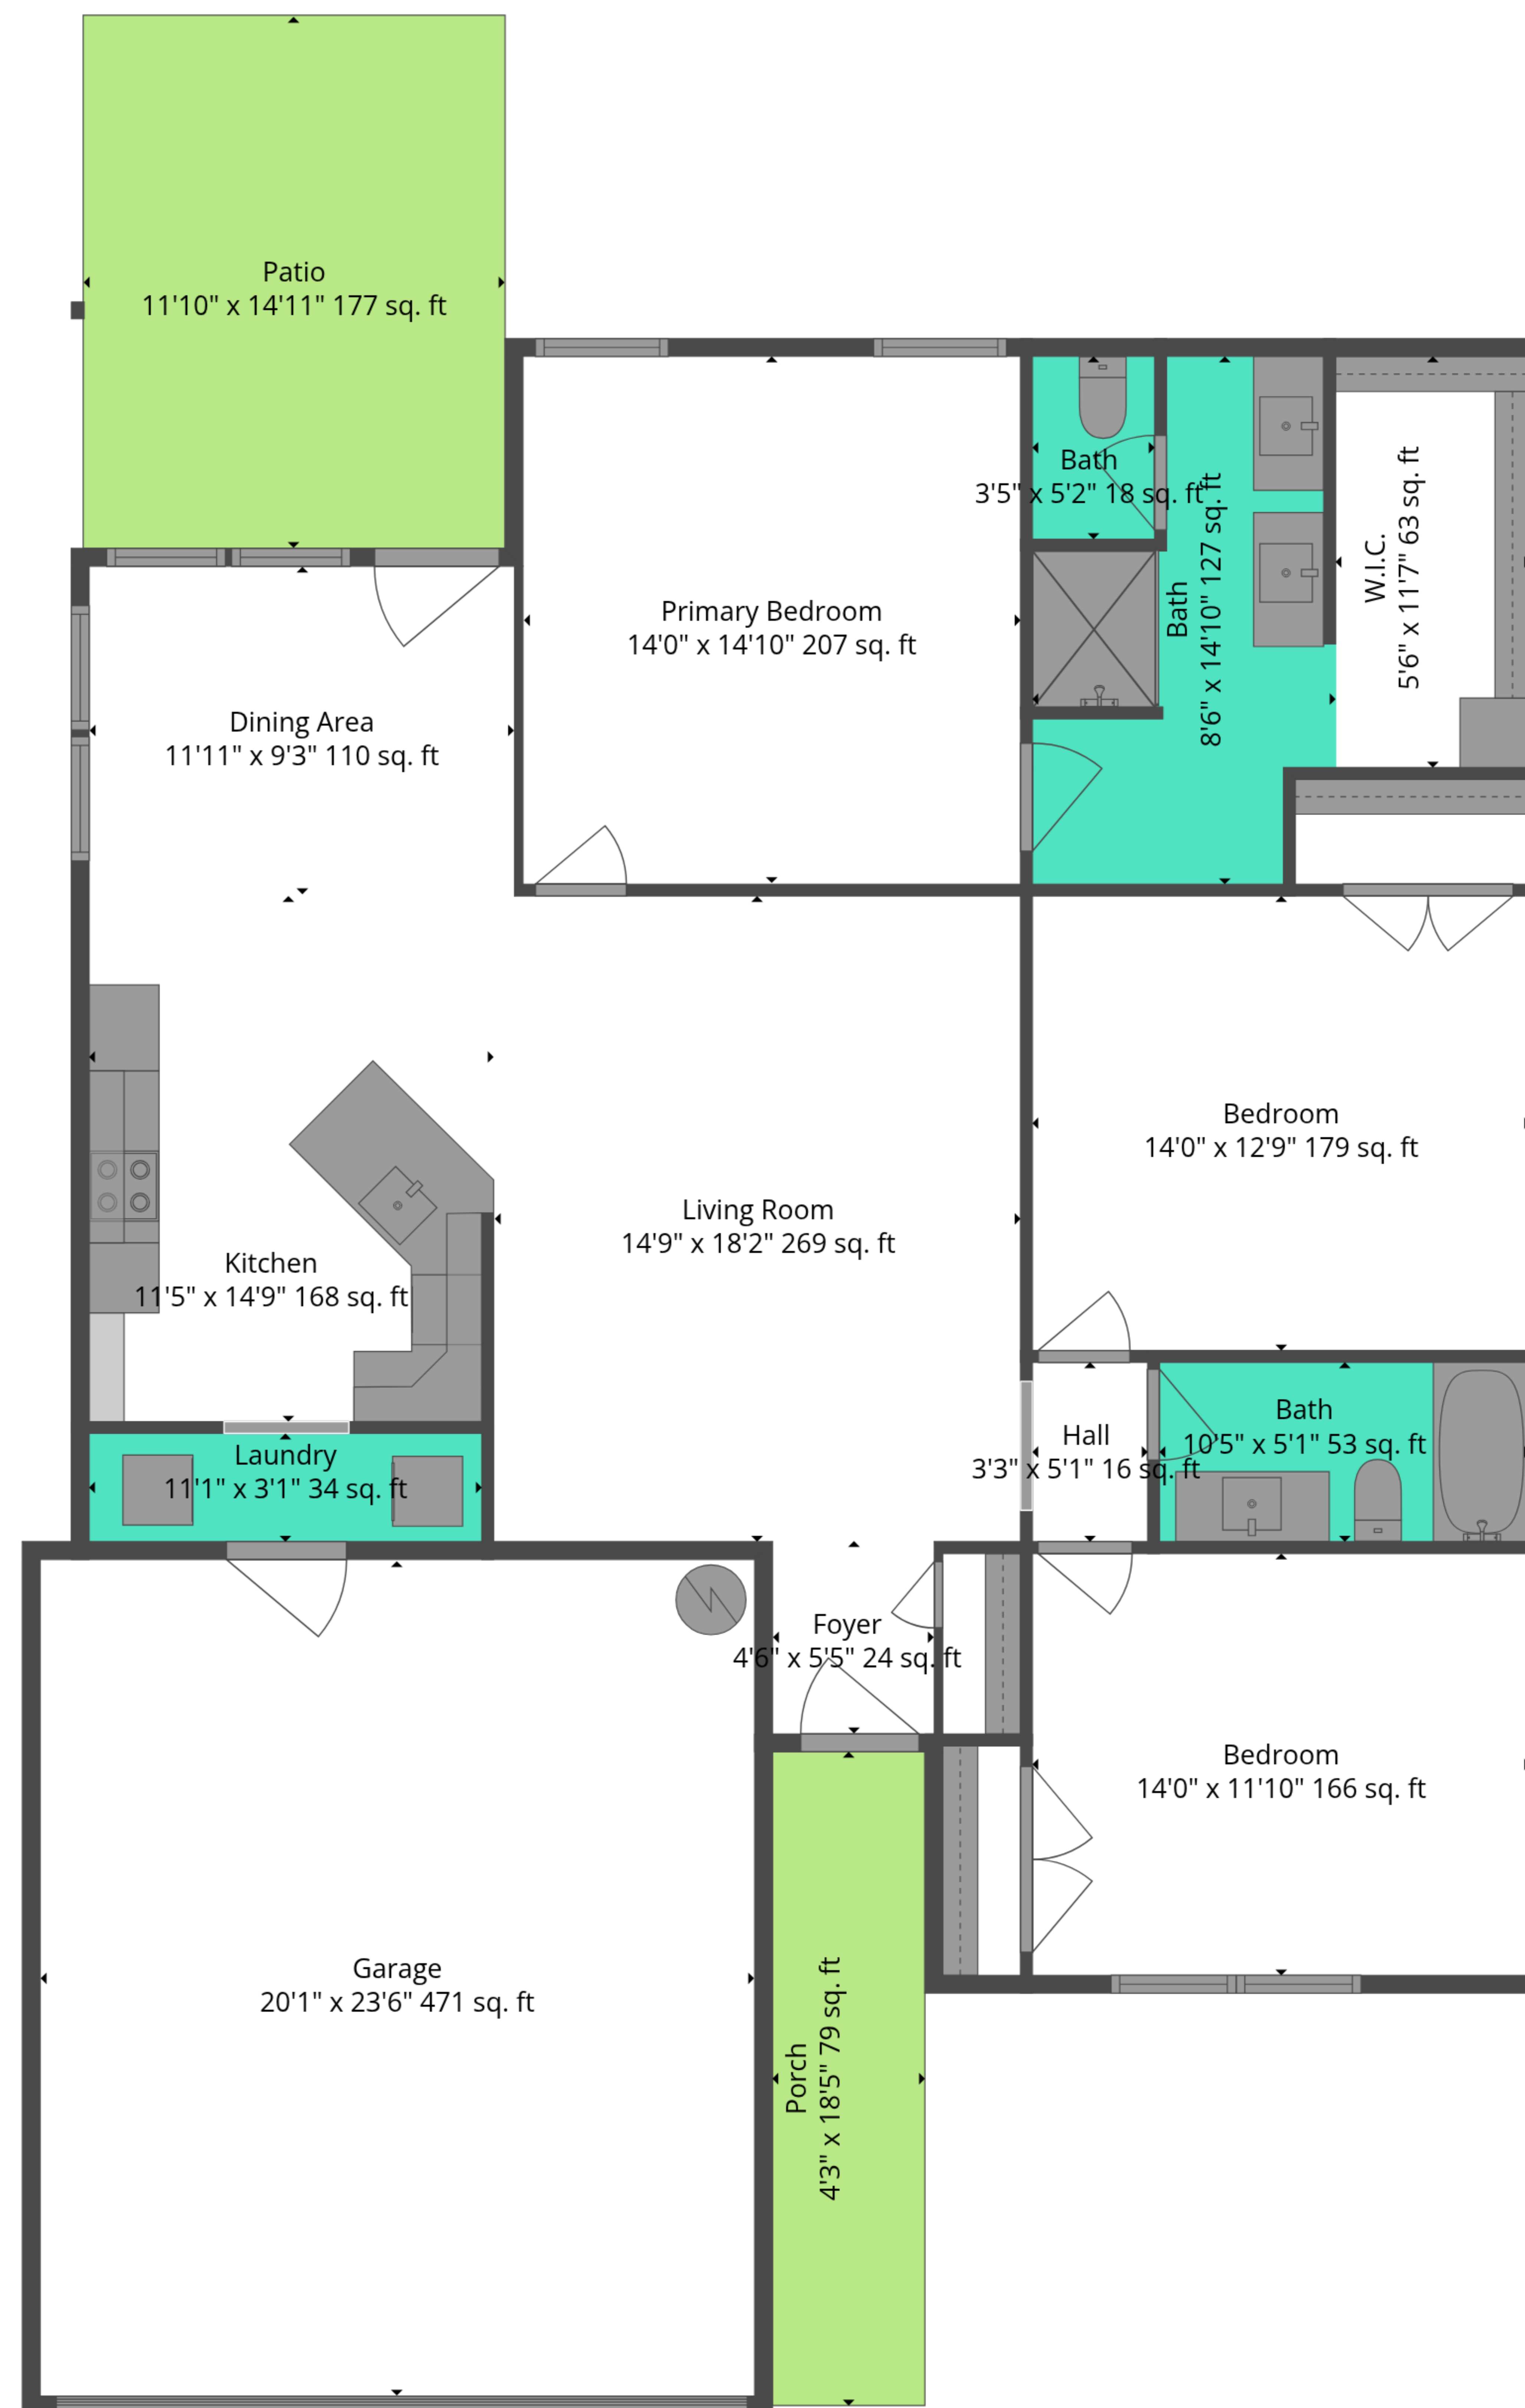 Patio
11'10" x 14'11" 177 sq. ft
Bath
3'5" x 5'2" 18 sq. ft
Bath
8'6" x 14'10" 127 sq. ft
W.I.C.
5'6" x 11'7" 63 sq. ft
Primary Bedroom
14'0" x 14'10" 207 sq. ft
Dining Area
11'11" x 9'3" 110 sq. ft
Bedroom
14'0" x 12'9" 179 sq. ft
Living Room
14'9" x 18'2" 269 sq. ft
Kitchen
11'5" x 14'9" 168 sq. ft
Bath
10'5" x 5'1" 53 sq. ft
Hall
3'3" x 5'1" 16 sq. ft
Laundry
11'1" x 3'1" 34 sq. ft
Foyer
4'6" x 5'5" 24 sq. ft
Bedroom
14'0" x 11'10" 166 sq. ft
Garage
20'1" x 23'6" 471 sq. ft
Porch
4'3" x 18'5" 79 sq. ft